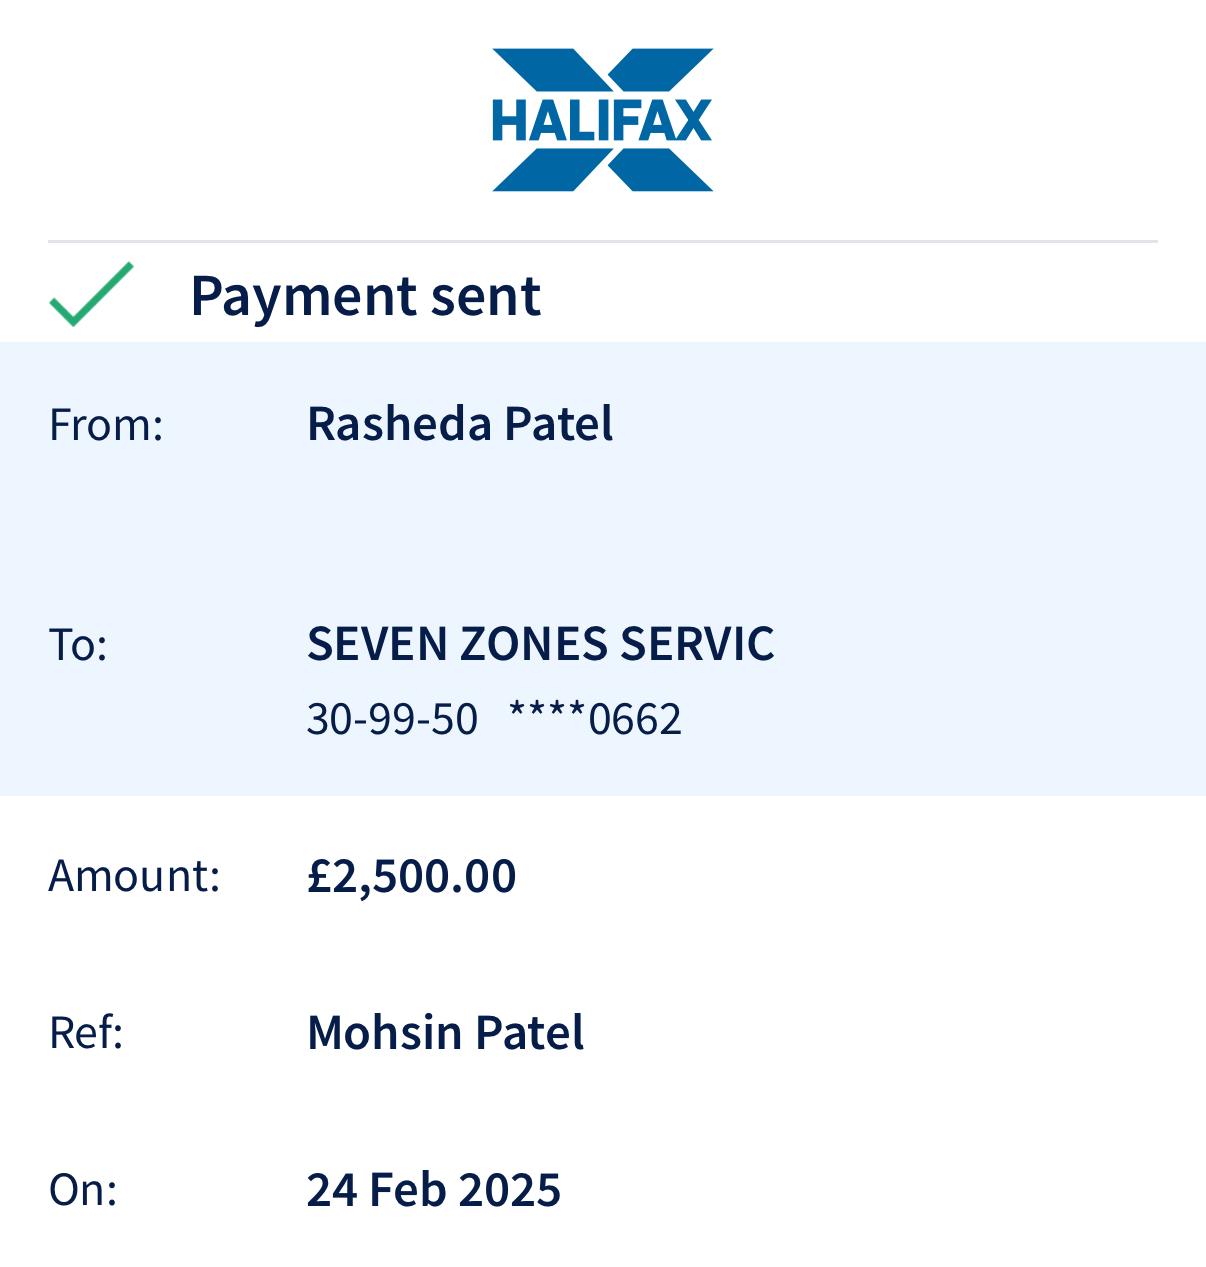 HALIFAX
Payment sent
From: Rasheda Patel
To: SEVEN ZONES SERVIC
30-99-50 ****0662
Amount: £2,500.00
Ref: Mohsin Patel
On: 24 Feb 2025